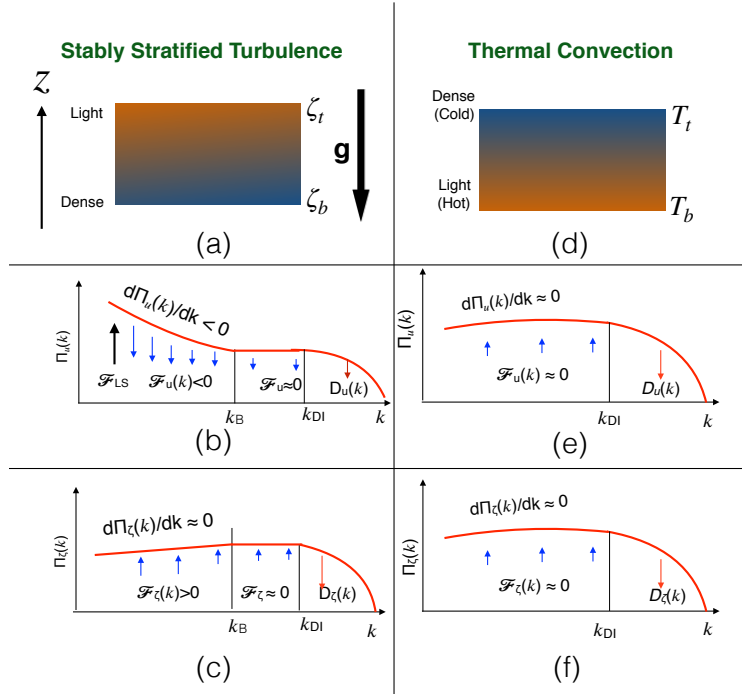 Stably Stratified Turbulence
z
Light
ζt
g
Dense
ζb
(a)
Thermal Convection
Dense
(Cold)
Tt
Light
(Hot)
Tb
(d)
Πu(k)
dΠu(k)/dk < 0
ℱLS
ℱu(k)<0
ℱu≈0
Du(k)
kB
kDI
k
(b)
Πu(k)
dΠu(k)/dk ≈ 0
ℱu(k) ≈ 0
Du(k)
kDI
k
(e)
Πζ(k)
dΠζ(k)/dk ≈ 0
ℱζ(k)>0
ℱζ ≈ 0
Dζ(k)
kB
kDI
k
(c)
Πζ(k)
dΠζ(k)/dk ≈ 0
ℱζ(k) ≈ 0
Dζ(k)
kDI
k
(f)